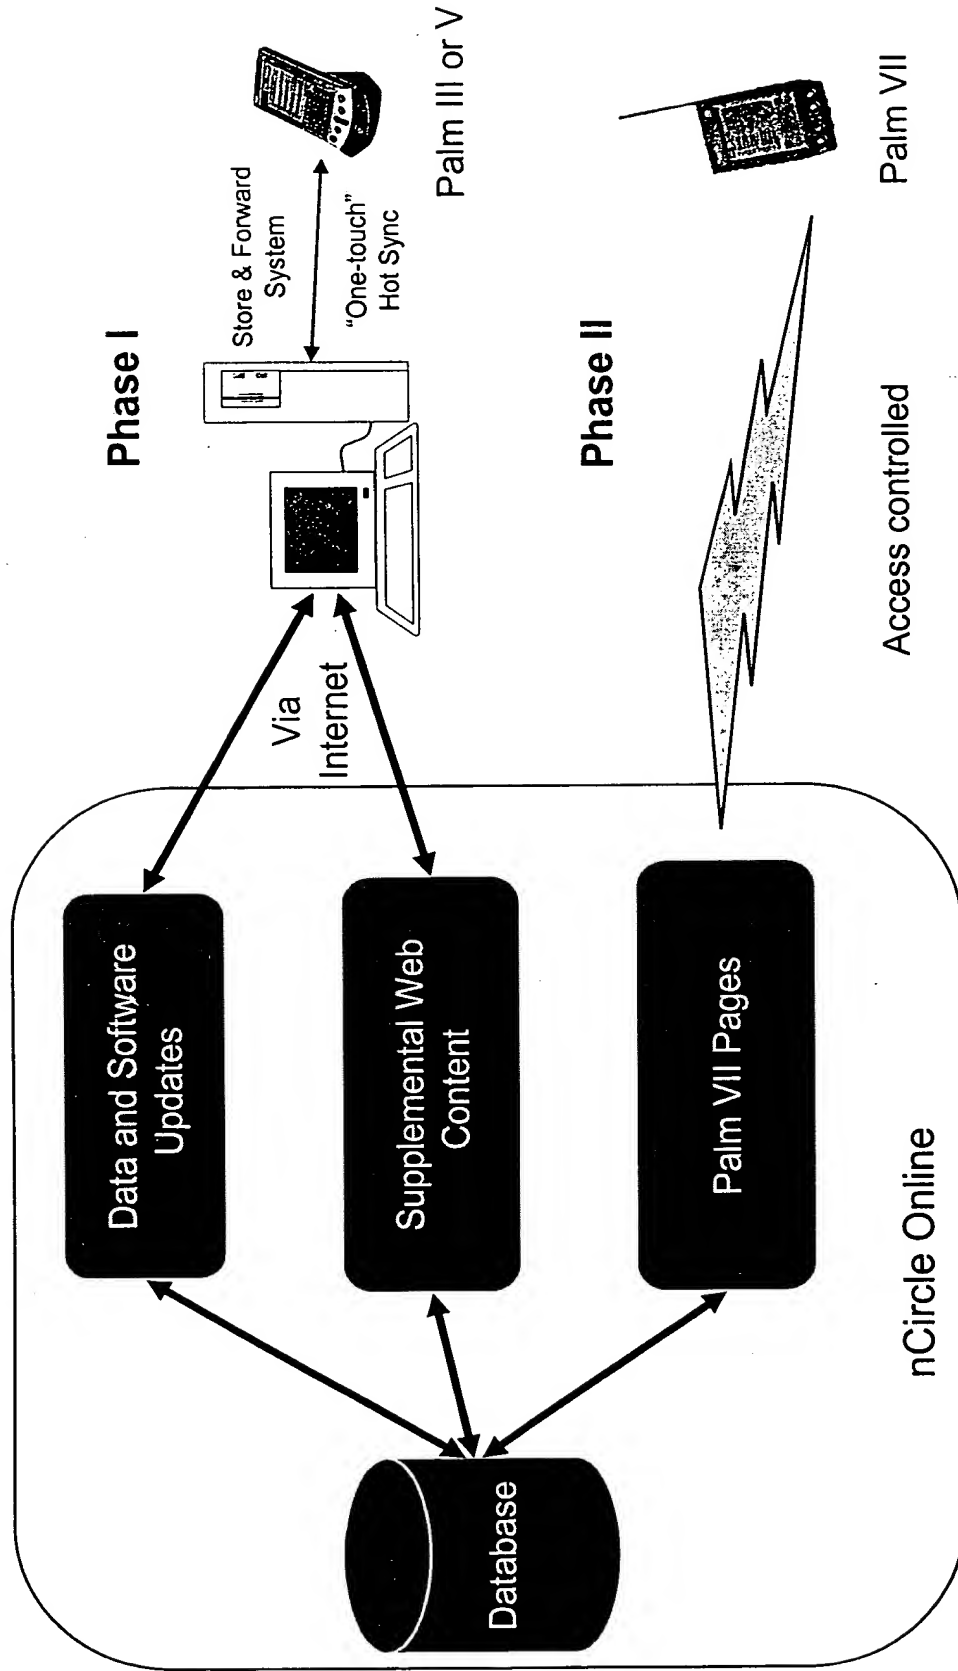 Phase I
Data and Software
Updates
Via
Internet
Store & Forward
System
"One-touch"
Hot Sync
Palm III or V
Supplemental Web
Content
Database
Phase II
Palm VII Pages
Palm VII
nCircle Online
Access controlled